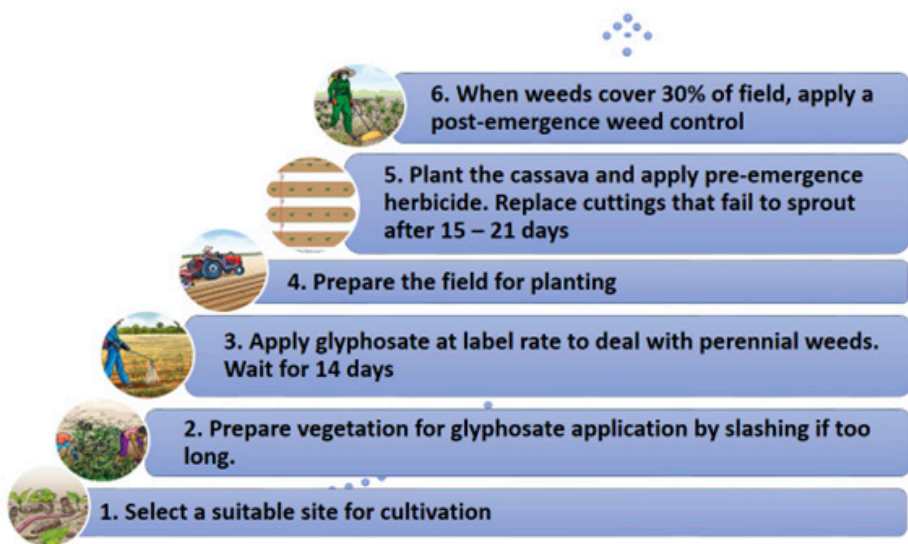 6. When weeds cover 30% of field, apply a
post-emergence weed control
5. Plant the cassava and apply pre-emergence
herbicide. Replace cuttings that fail to sprout
after 15 – 21 days
4. Prepare the field for planting
3. Apply glyphosate at label rate to deal with perennial weeds.
Wait for 14 days
2. Prepare vegetation for glyphosate application by slashing if too
long.
1. Select a suitable site for cultivation